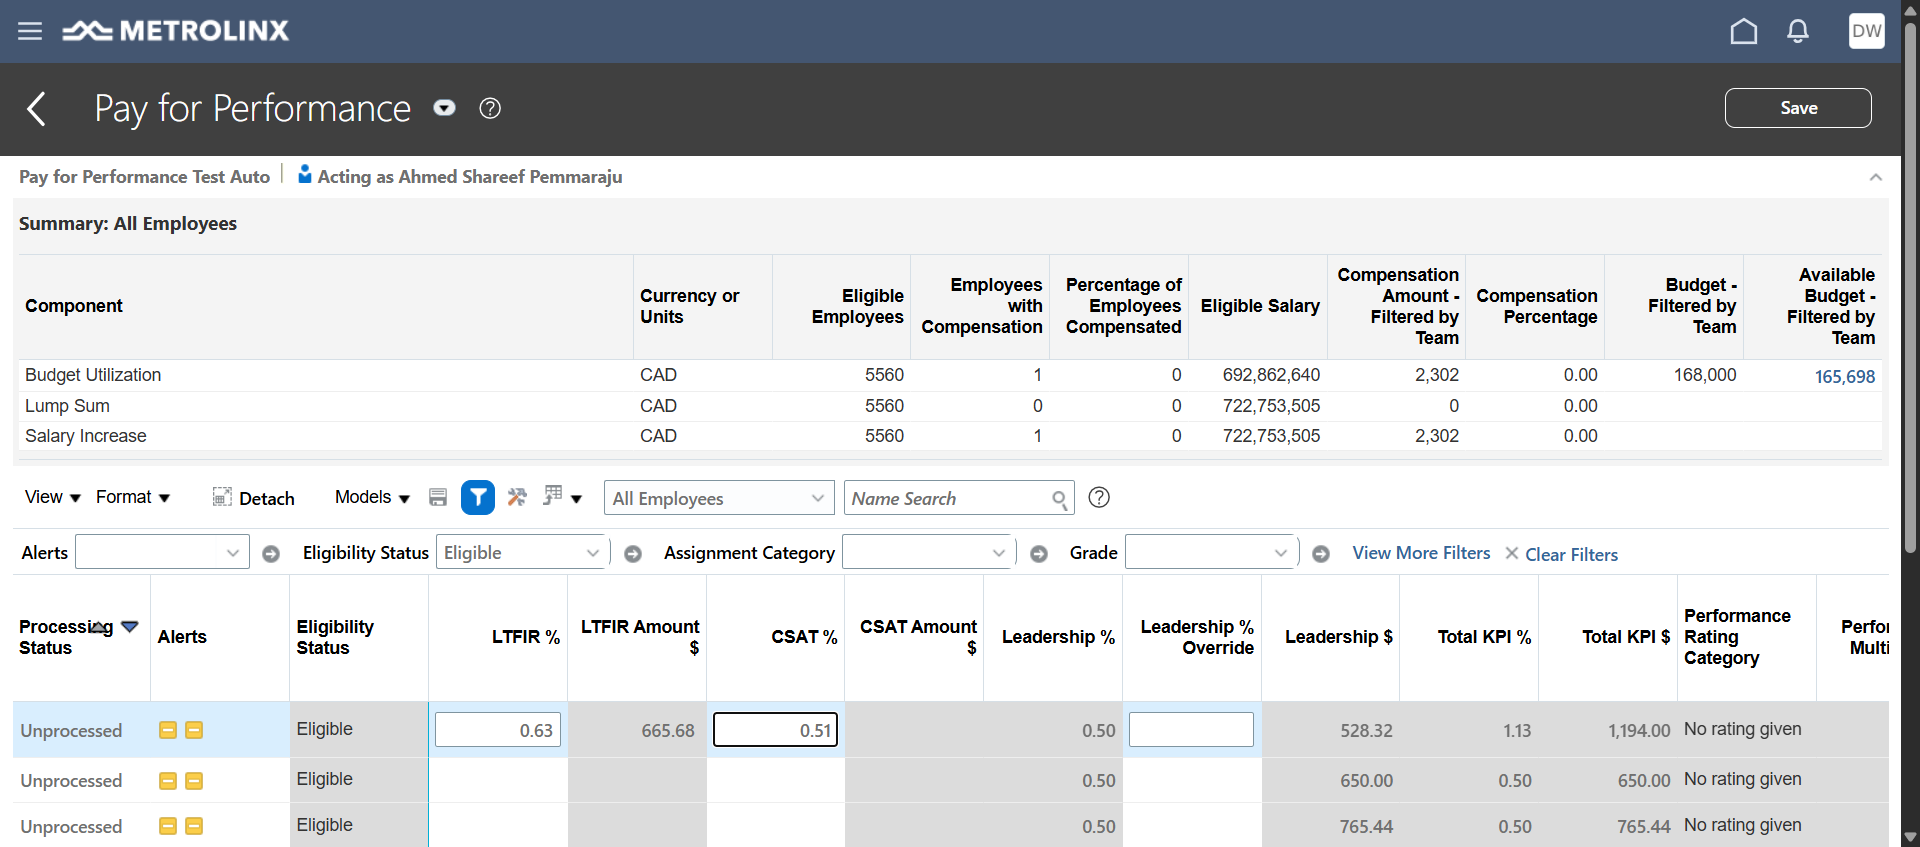 METROLINX
DW
Pay for Performance
Save
Pay for Performance Test Auto
Acting as Ahmed Shareef Pemmaraju
Summary: All Employees
Component
Currency or Units
Eligible Employees
Employees with Compensation
Percentage of Employees Compensated
Eligible Salary
Compensation Amount - Filtered by Team
Compensation Percentage
Budget - Filtered by Team
Available Budget - Filtered by Team
Budget Utilization CAD 5560 1 0 692,862,640 2,302 0.00 168,000 165,698
Lump Sum CAD 5560 0 0 722,753,505 0 0.00
Salary Increase CAD 5560 1 0 722,753,505 2,302 0.00
View Format Detach Models All Employees Name Search
Alerts Eligibility Status Eligible Assignment Category Grade View More Filters Clear Filters
Processing Status
Alerts
Eligibility Status
LTFIR %
LTFIR Amount $
CSAT %
CSAT Amount $
Leadership %
Leadership % Override
Leadership $
Total KPI %
Total KPI $
Performance Rating Category
Perfor
Multi
Unprocessed Eligible 0.63 665.68 0.51 0.50 528.32 1.13 1,194.00 No rating given
Unprocessed Eligible 0.50 650.00 0.50 650.00 No rating given
Unprocessed Eligible 0.50 765.44 0.50 765.44 No rating given